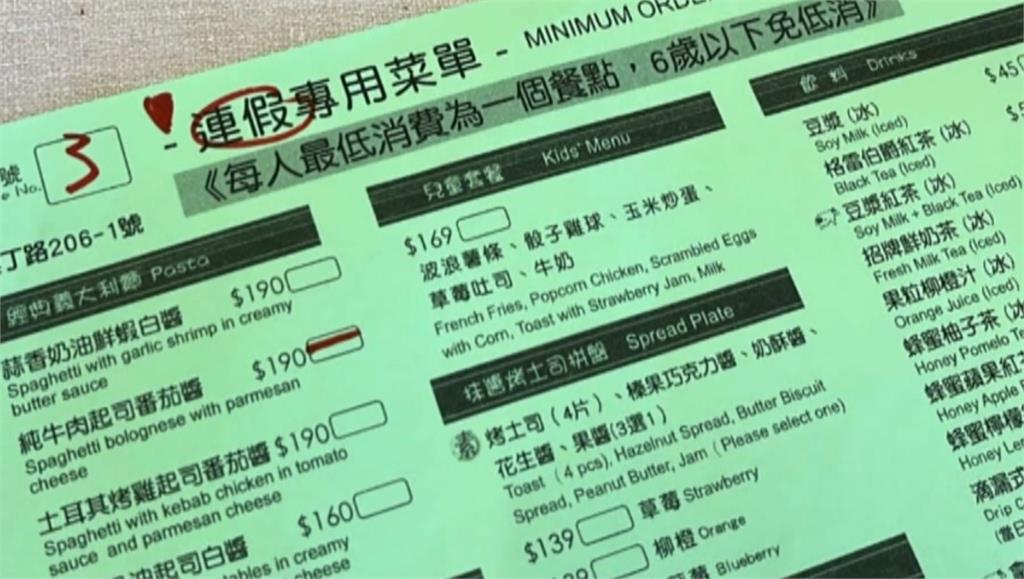 - 連假專用菜單 - MINIMUM ORDE
《每人最低消費為一個餐點，6歲以下免低消》
號
No.
3
丁路206-1號
經典義大利麵 Pasta
$190
蒜香奶油鮮蝦白醬
Spaghetti with garlic shrimp in creamy
butter sauce
$190
純牛肉起司番茄醬
Spaghetti bolognese with parmesan
cheese
土耳其烤雞起司番茄醬 $190
Spaghetti with kebab chicken in tomato
sauce and parmesan cheese
$160
油起司白醬
tables in creamy
cheese
兒童套餐 Kids' Menu
$169
波浪薯條、骰子雞球、玉米炒蛋、
草莓吐司、牛奶
French Fries, Popcorn Chicken, Scrambled Eggs
with Corn, Toast with Strawberry Jam, Milk
抹醬烤土司拼盤 Spread Plate
素 烤土司（4片）、榛果巧克力醬、奶酥醬、
花生醬、果醬(3選1)
Toast (4 pcs), Hazelnut Spread, Butter Biscuit
Spread, Peanut Butter, Jam (Please select one)
$139 草莓 Strawberry
柳橙 Orange
Blueberry
飲料 Drinks
$45
豆漿 (冰)
Soy Milk (Iced)
格雷伯爵紅茶 (冰)
Black Tea (Iced)
豆漿紅茶 (冰)
Soy Milk + Black Tea (Iced)
招牌鮮奶茶 (冰)
Fresh Milk Tea (Iced)
果粒柳橙汁 (冰)
Orange Juice (Iced)
蜂蜜柚子茶 (冰
Honey Pomelo Te
蜂蜜蘋果紅
Honey Apple
蜂蜜檸檬
Honey Le
滴漏式
Drip C